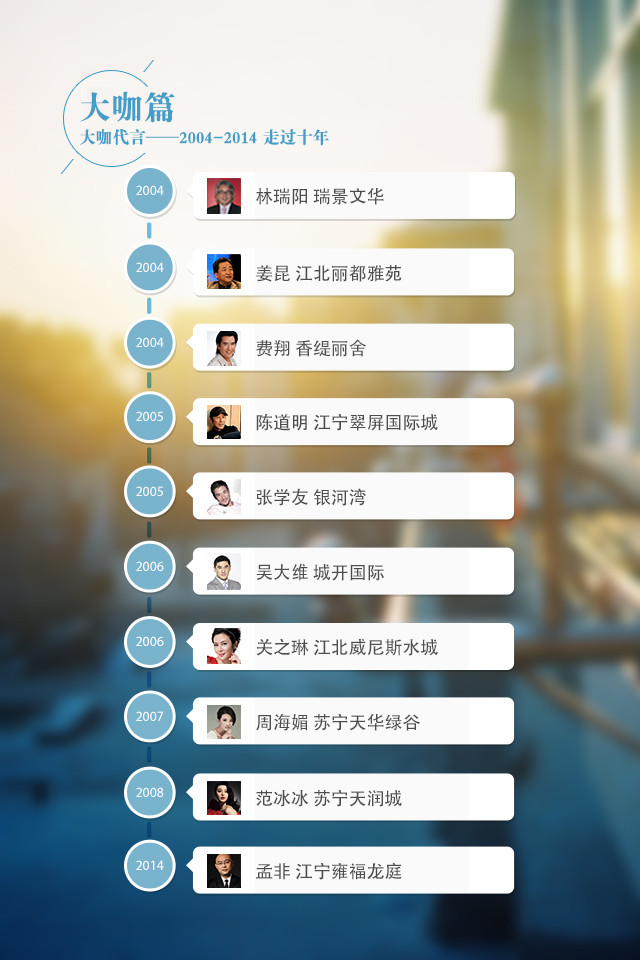 大咖篇
大咖代言——2004-2014 走过十年
2004
林瑞阳 瑞景文华
2004
姜昆 江北丽都雅苑
2004
费翔 香缇丽舍
2005
陈道明 江宁翠屏国际城
2005
张学友 银河湾
2006
吴大维 城开国际
2006
关之琳 江北威尼斯水城
2007
周海媚 苏宁天华绿谷
2008
范冰冰 苏宁天润城
2014
孟非 江宁雍福龙庭